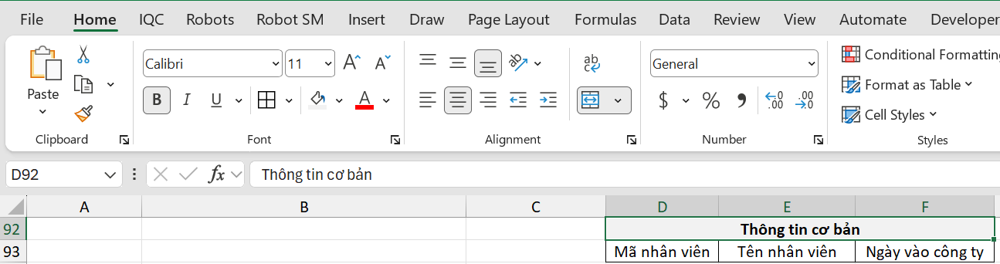 File Home IQC Robots Robot SM Insert Draw Page Layout Formulas Data Review View Automate Developer
Calibri 11 A A ab c General Conditional Formatting
Paste B I U A $ % , .00 .00 Format as Table
Cell Styles
Clipboard Font Alignment Number Styles
D92 fx Thông tin cơ bản
A B C D E F
92 Thông tin cơ bản
93 Mã nhân viên Tên nhân viên Ngày vào công ty